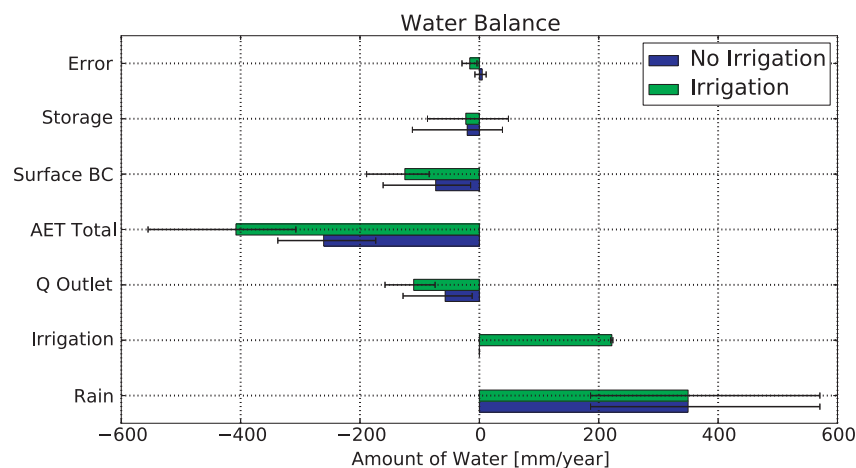 Water Balance
No Irrigation
Irrigation
Error
Storage
Surface BC
AET Total
Q Outlet
Irrigation
Rain
−600 −400 −200 0 200 400 600
Amount of Water [mm/year]